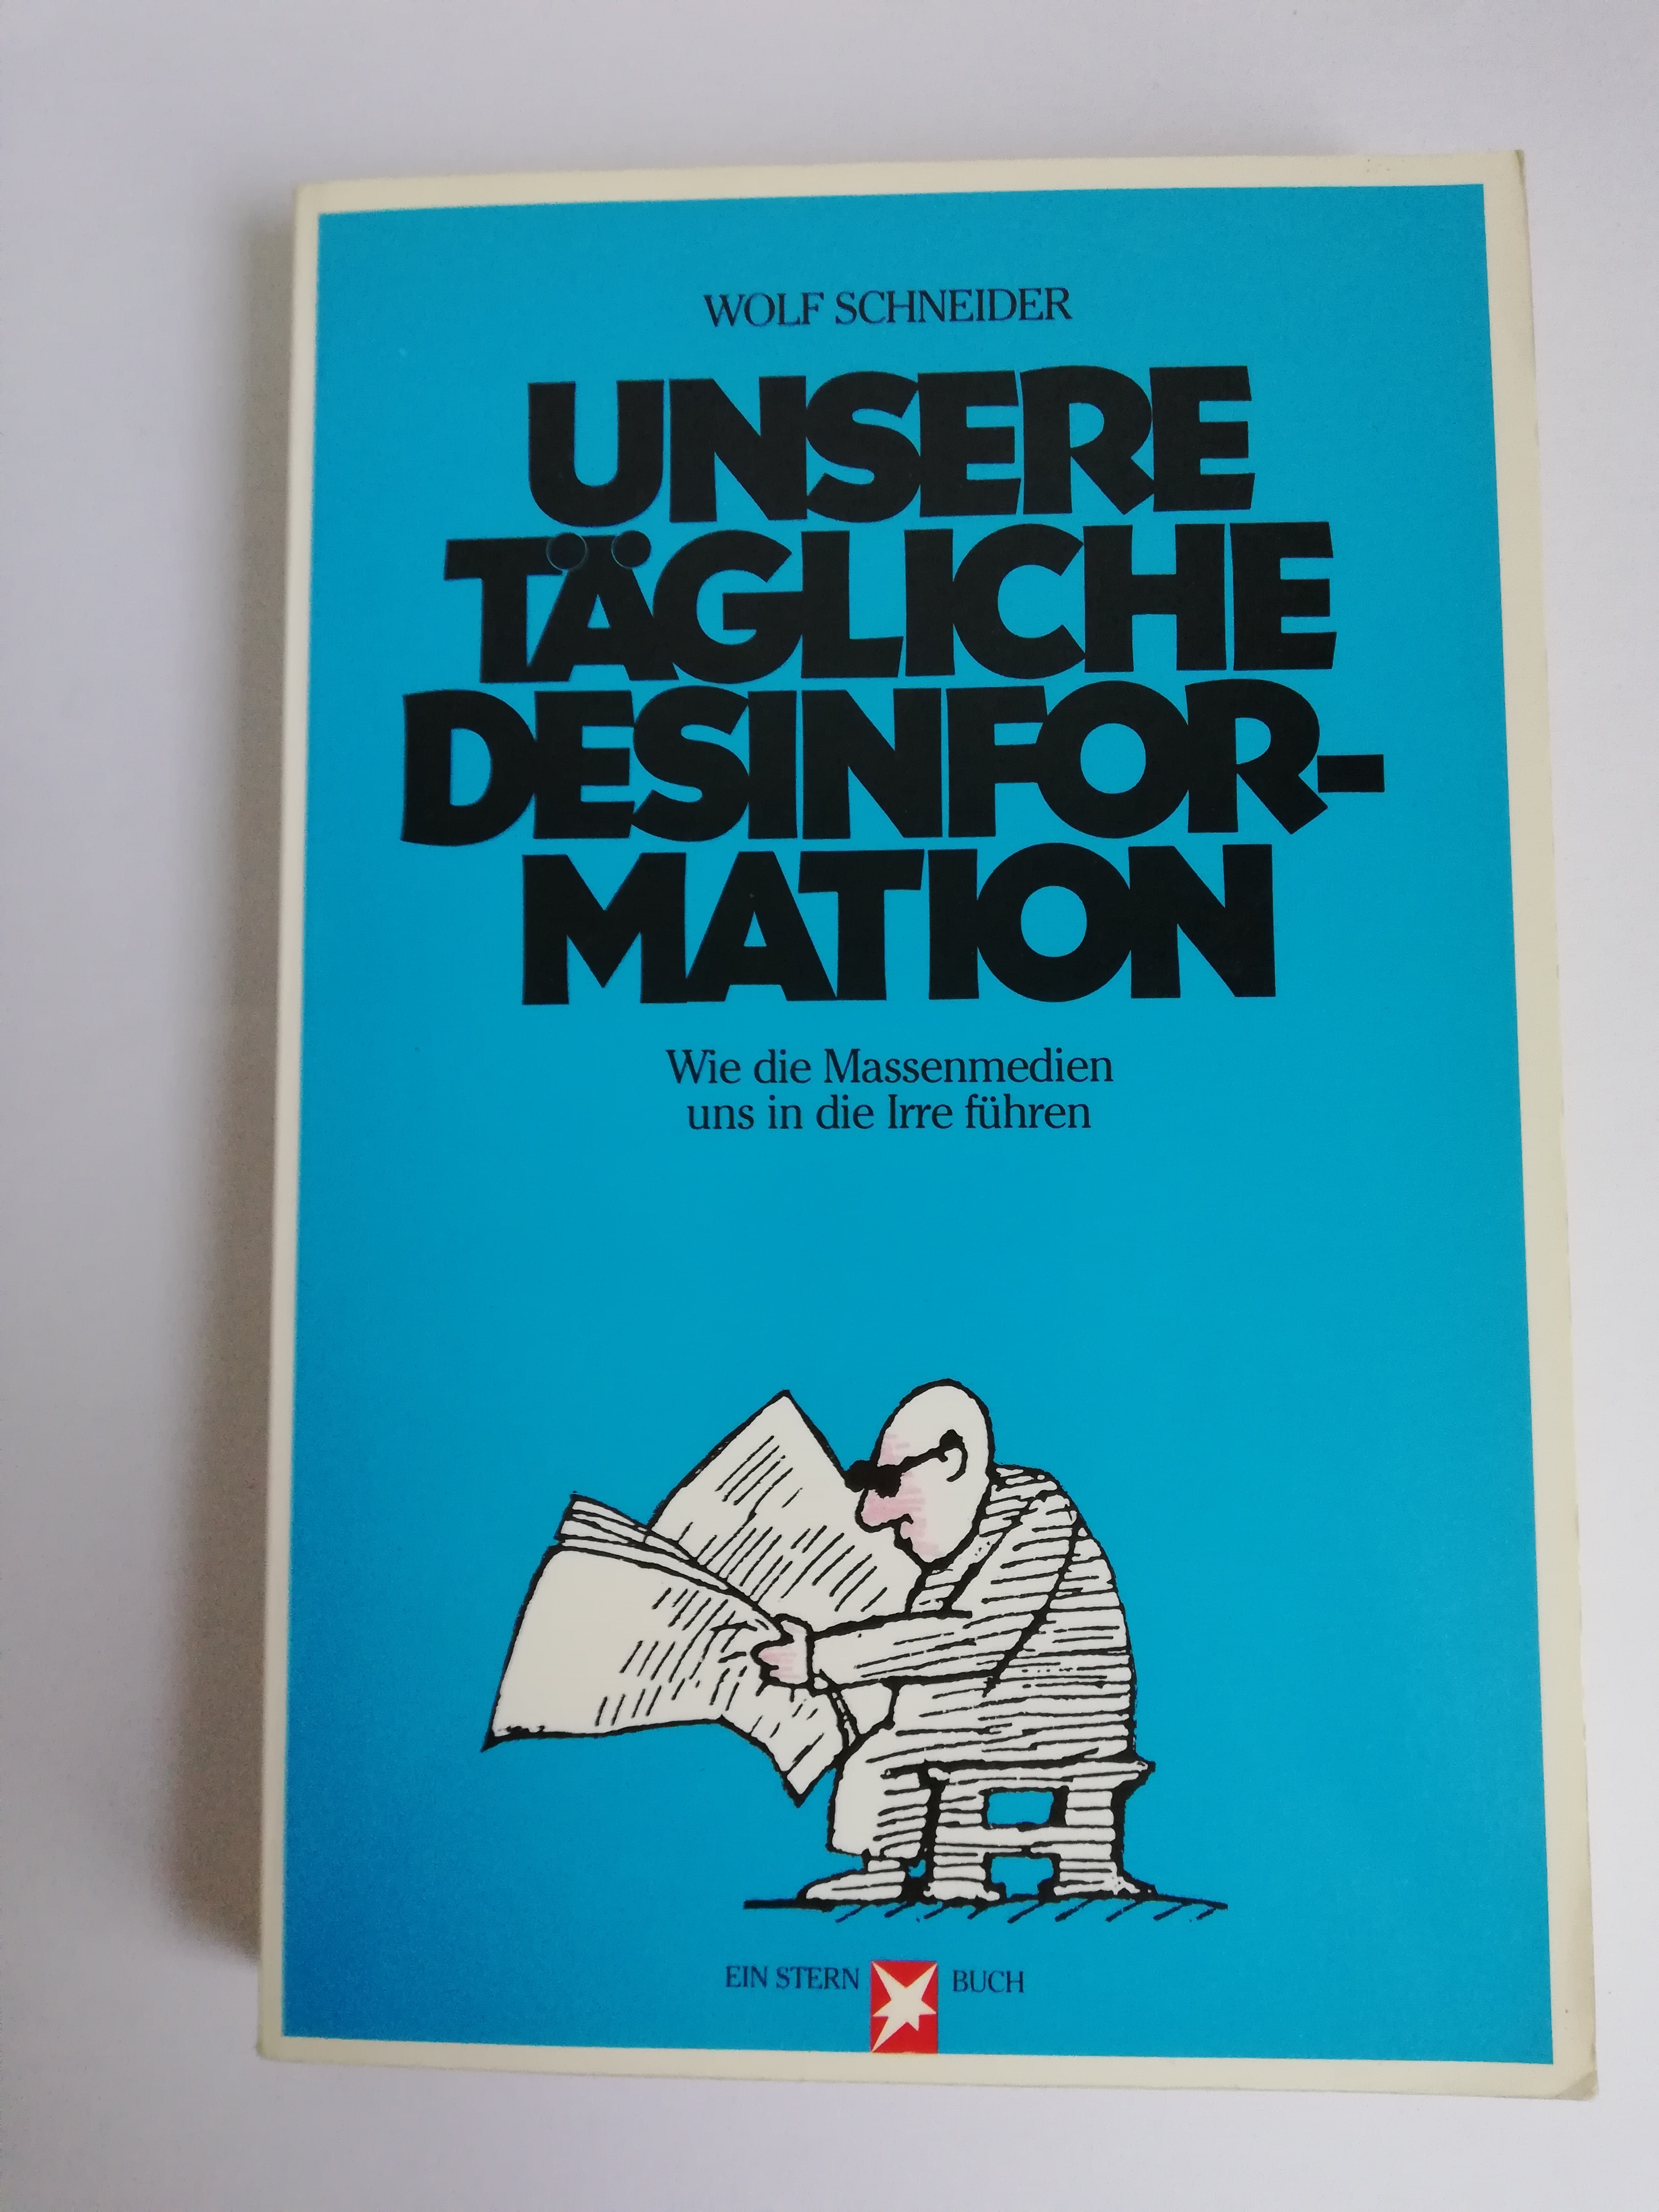 WOLF SCHNEIDER
UNSERE
TÄGLICHE
DESINFOR-
MATION
Wie die Massenmedien
uns in die Irre führen
EIN STERN BUCH